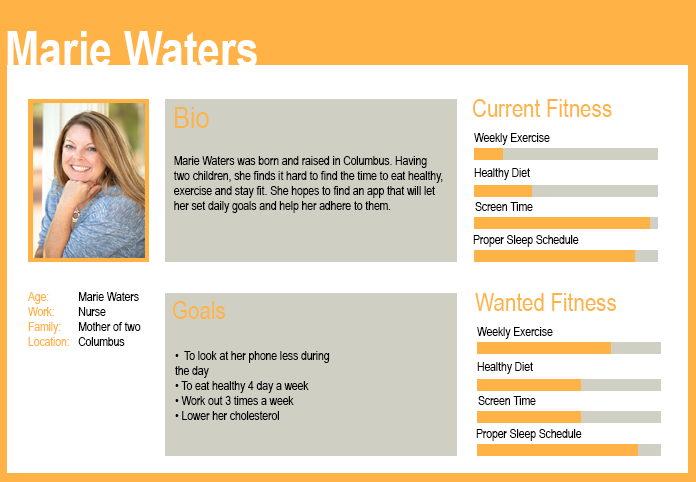 Marie Waters
Bio
Marie Waters was born and raised in Columbus. Having
two children, she finds it hard to find the time to eat healthy,
exercise and stay fit. She hopes to find an app that will let
her set daily goals and help her adhere to them.
Current Fitness
Weekly Exercise
Healthy Diet
Screen Time
Proper Sleep Schedule
Age: Marie Waters
Work: Nurse
Family: Mother of two
Location: Columbus
Goals
• To look at her phone less during
the day
• To eat healthy 4 day a week
• Work out 3 times a week
• Lower her cholesterol
Wanted Fitness
Weekly Exercise
Healthy Diet
Screen Time
Proper Sleep Schedule